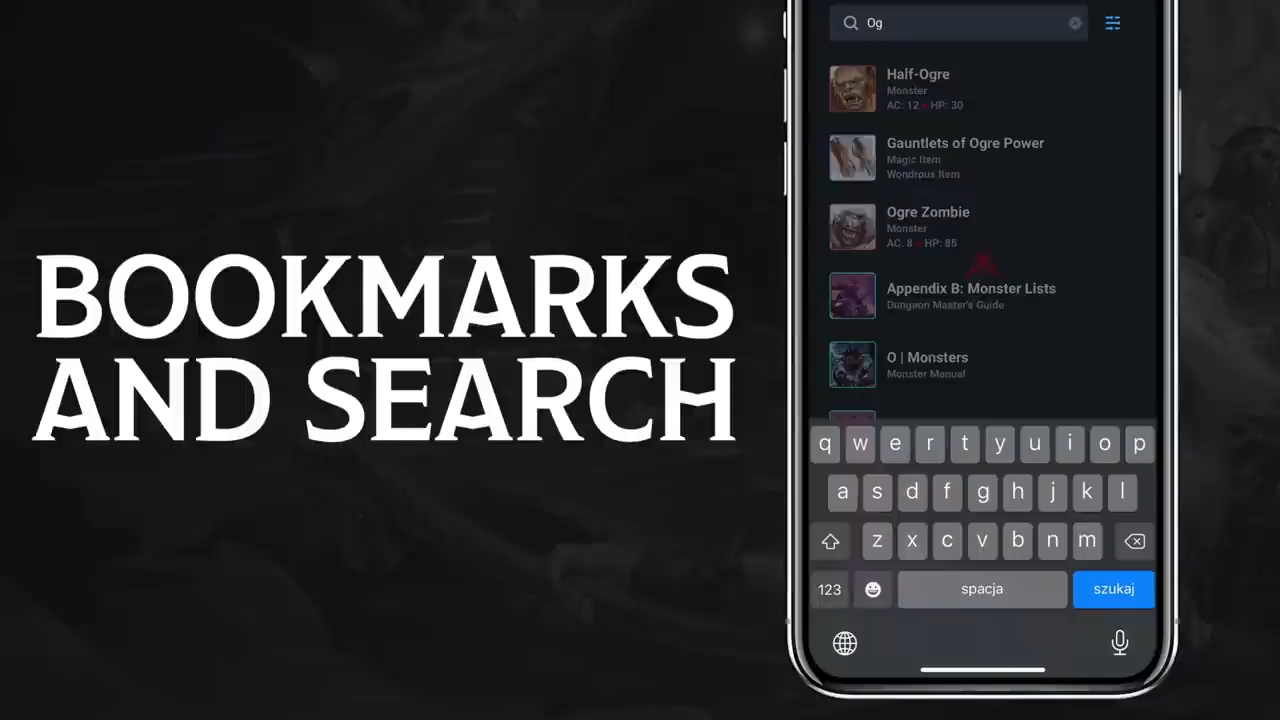 BOOKMARKS
AND SEARCH
Og
Half-Ogre
Monster
AC: 12 • HP: 30
Gauntlets of Ogre Power
Magic Item
Wondrous Item
Ogre Zombie
Monster
AC: 8 • HP: 85
Appendix B: Monster Lists
Dungeon Master's Guide
O | Monsters
Monster Manual
q w e r t y u i o p
a s d f g h j k l
z x c v b n m
123 spacja szukaj